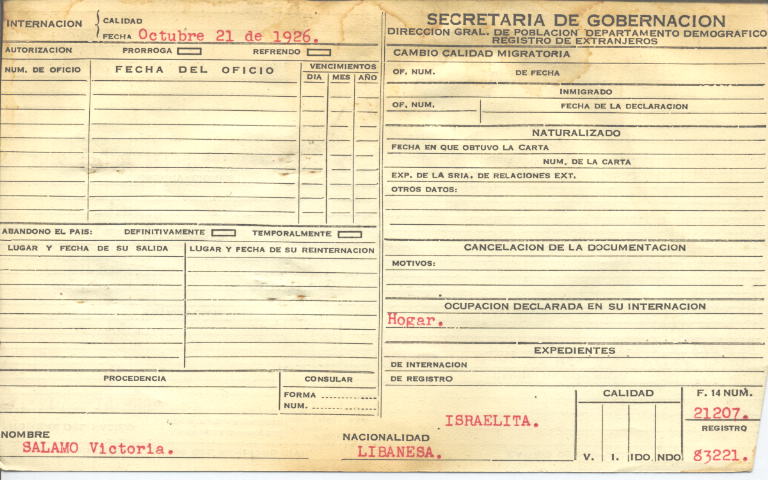 INTERNACION
CALIDAD
FECHA Octubre 21 de 1926.
AUTORIZACION PRORROGA REFRENDO
NUM. DE OFICIO FECHA DEL OFICIO VENCIMIENTOS
DIA MES AÑO
ABANDONO EL PAIS: DEFINITIVAMENTE TEMPORALMENTE
LUGAR Y FECHA DE SU SALIDA LUGAR Y FECHA DE SU REINTERNACION
PROCEDENCIA CONSULAR
FORMA
NUM.
NOMBRE
SALAMO Victoria.
SECRETARIA DE GOBERNACION
DIRECCION GRAL. DE POBLACION DEPARTAMENTO DEMOGRAFICO
REGISTRO DE EXTRANJEROS
CAMBIO CALIDAD MIGRATORIA
OF. NUM. DE FECHA
INMIGRADO
OF. NUM. FECHA DE LA DECLARACION
NATURALIZADO
FECHA EN QUE OBTUVO LA CARTA
NUM. DE LA CARTA
EXP. DE LA SRIA. DE RELACIONES EXT.
OTROS DATOS:
CANCELACION DE LA DOCUMENTACION
MOTIVOS:
OCUPACION DECLARADA EN SU INTERNACION
Hogar.
EXPEDIENTES
DE INTERNACION
DE REGISTRO
ISRAELITA.
NACIONALIDAD
LIBANESA.
CALIDAD
V. I. IDO NDO
F. 14 NUM.
21207.
REGISTRO
83221.